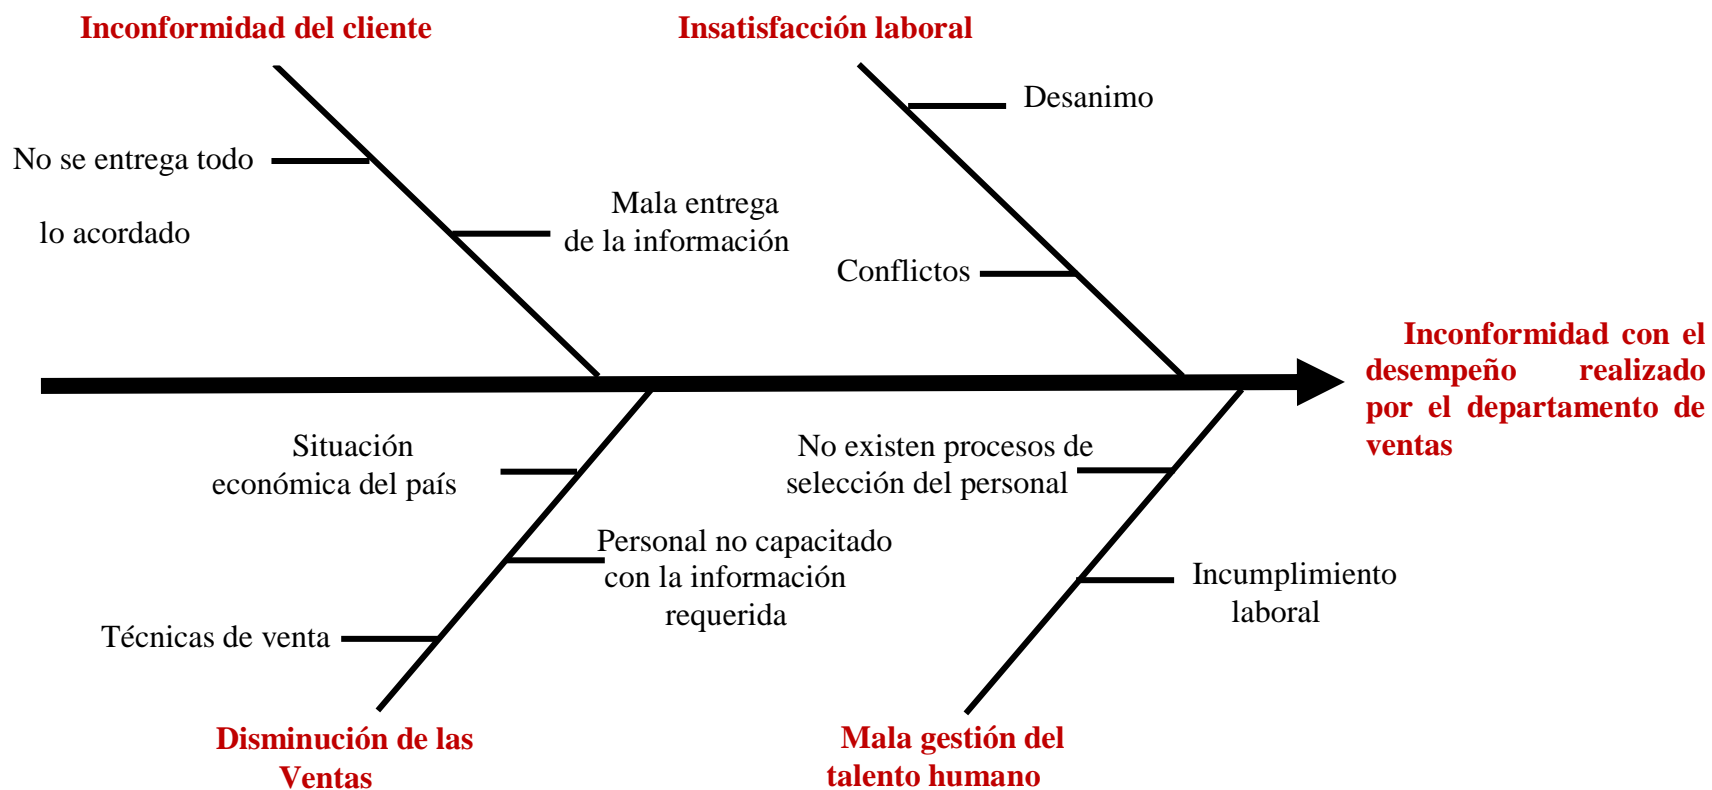 Inconformidad del cliente
Insatisfacción laboral
Desanimo
No se entrega todo
lo acordado
Mala entrega
de la información
Conflictos
Inconformidad con el
desempeño realizado
por el departamento de
ventas
Situación
económica del país
No existen procesos de
selección del personal
Personal no capacitado
con la información
requerida
Incumplimiento
laboral
Técnicas de venta
Disminución de las
Ventas
Mala gestión del
talento humano